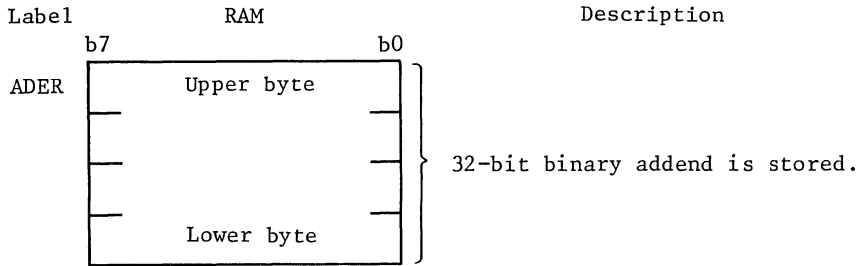 Label RAM Description
b7 b0
ADER Upper byte
32-bit binary addend is stored.
Lower byte